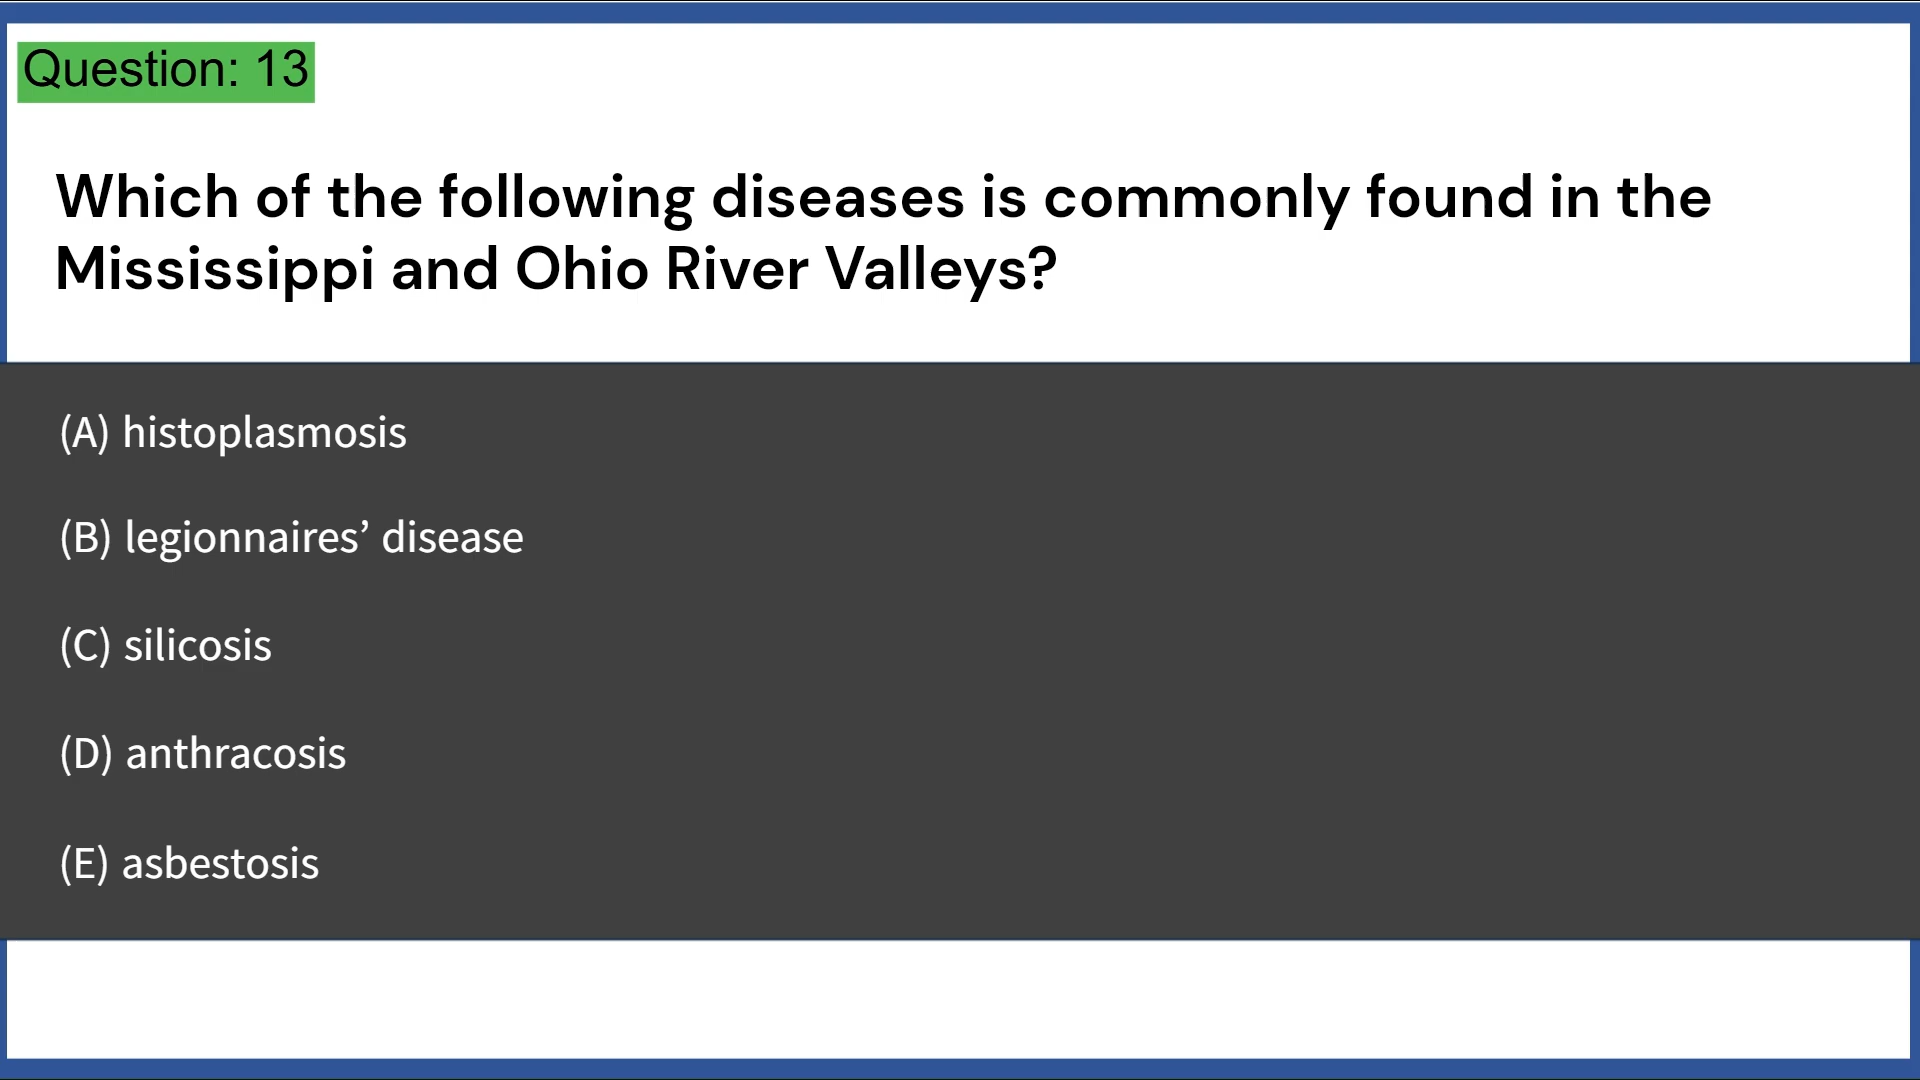 Question: 13
Which of the following diseases is commonly found in the
Mississippi and Ohio River Valleys?
(A) histoplasmosis
(B) legionnaires’ disease
(C) silicosis
(D) anthracosis
(E) asbestosis